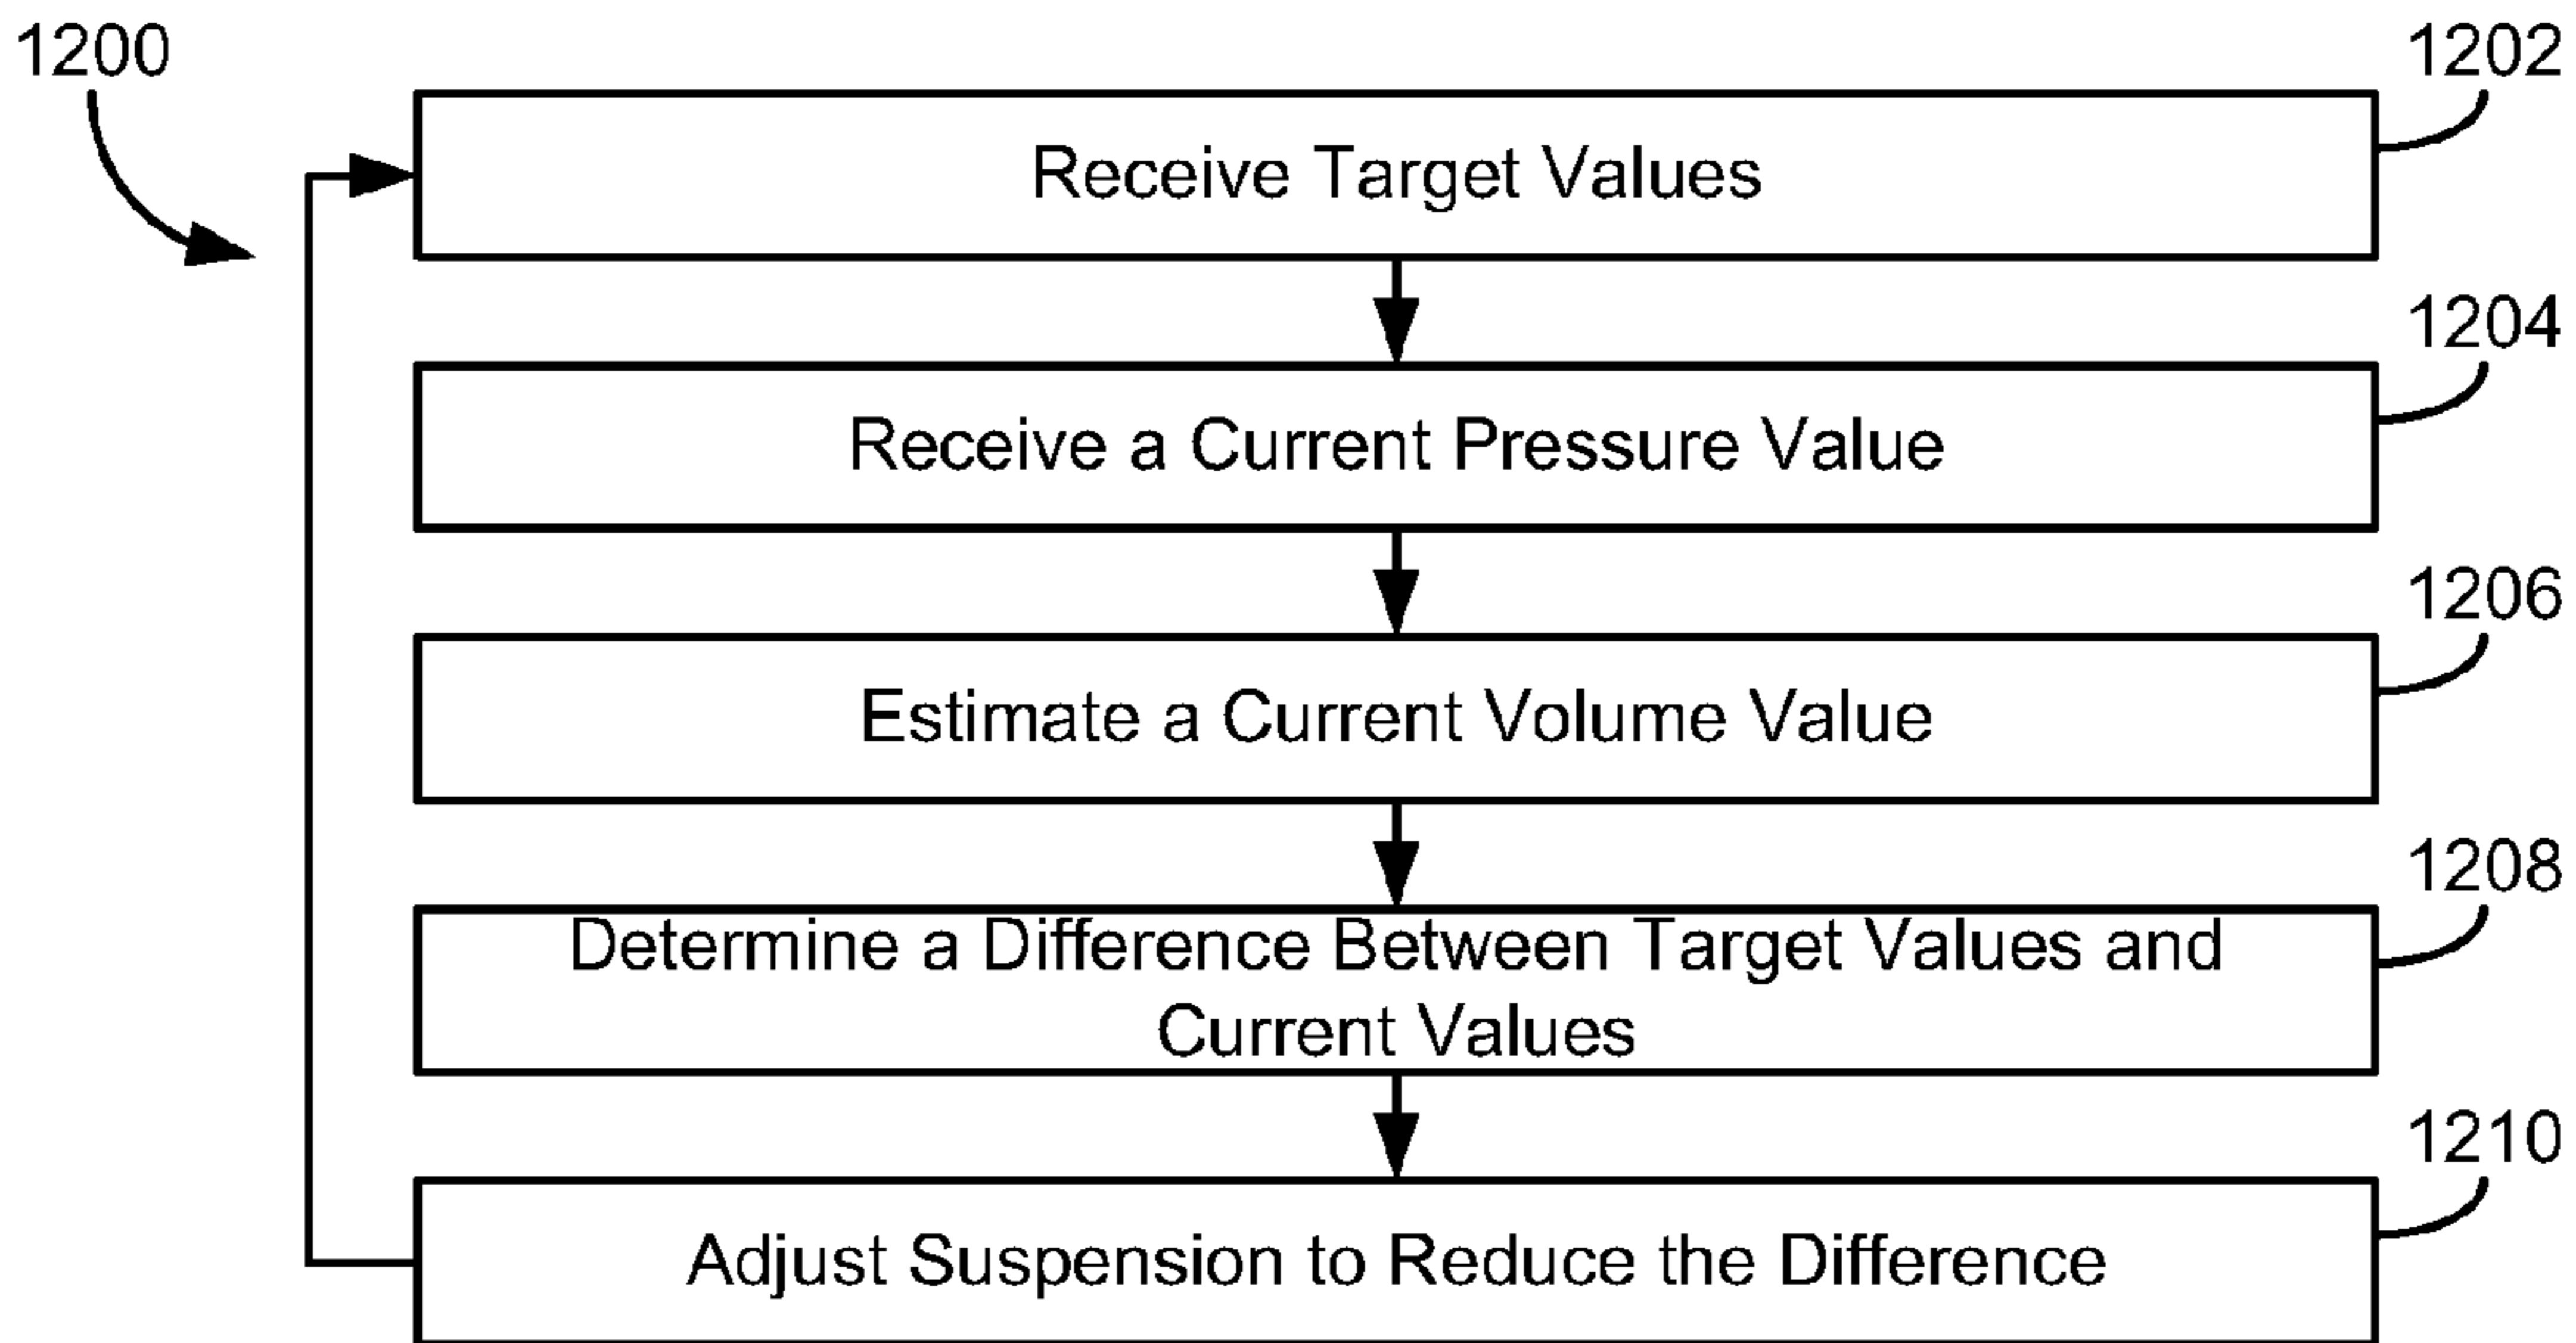 1200
1202
Receive Target Values
1204
Receive a Current Pressure Value
1206
Estimate a Current Volume Value
1208
Determine a Difference Between Target Values and
Current Values
1210
Adjust Suspension to Reduce the Difference